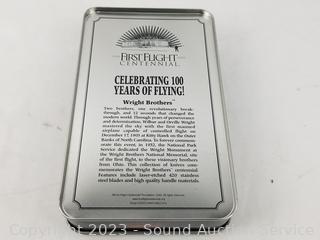 FIRST FLIGHT
CENTENNIAL
CELEBRATING 100
YEARS OF FLYING!
Wright Brothers™
Two brothers, one revolutionary break-
through, and 12 seconds that changed the
modern world. Through years of perseverance
and determination, Wilbur and Orville Wright
mastered the sky with the first manned
airplane capable of controlled flight on
December 17, 1903 at Kitty Hawk on the Outer
Banks of North Carolina. To forever commemo-
rate this event, in 1932, the National Park
Service dedicated the Wright Monument at
the Wright Brothers National Memorial, site
of the first flight, to these visionary brothers
from Ohio. This collection of knives comme-
morates the Wright Brothers' centennial.
Features include laser-etched 420 stainless
steel blades and high quality handle materials.
Copyright 2023 - Sound Auction Service